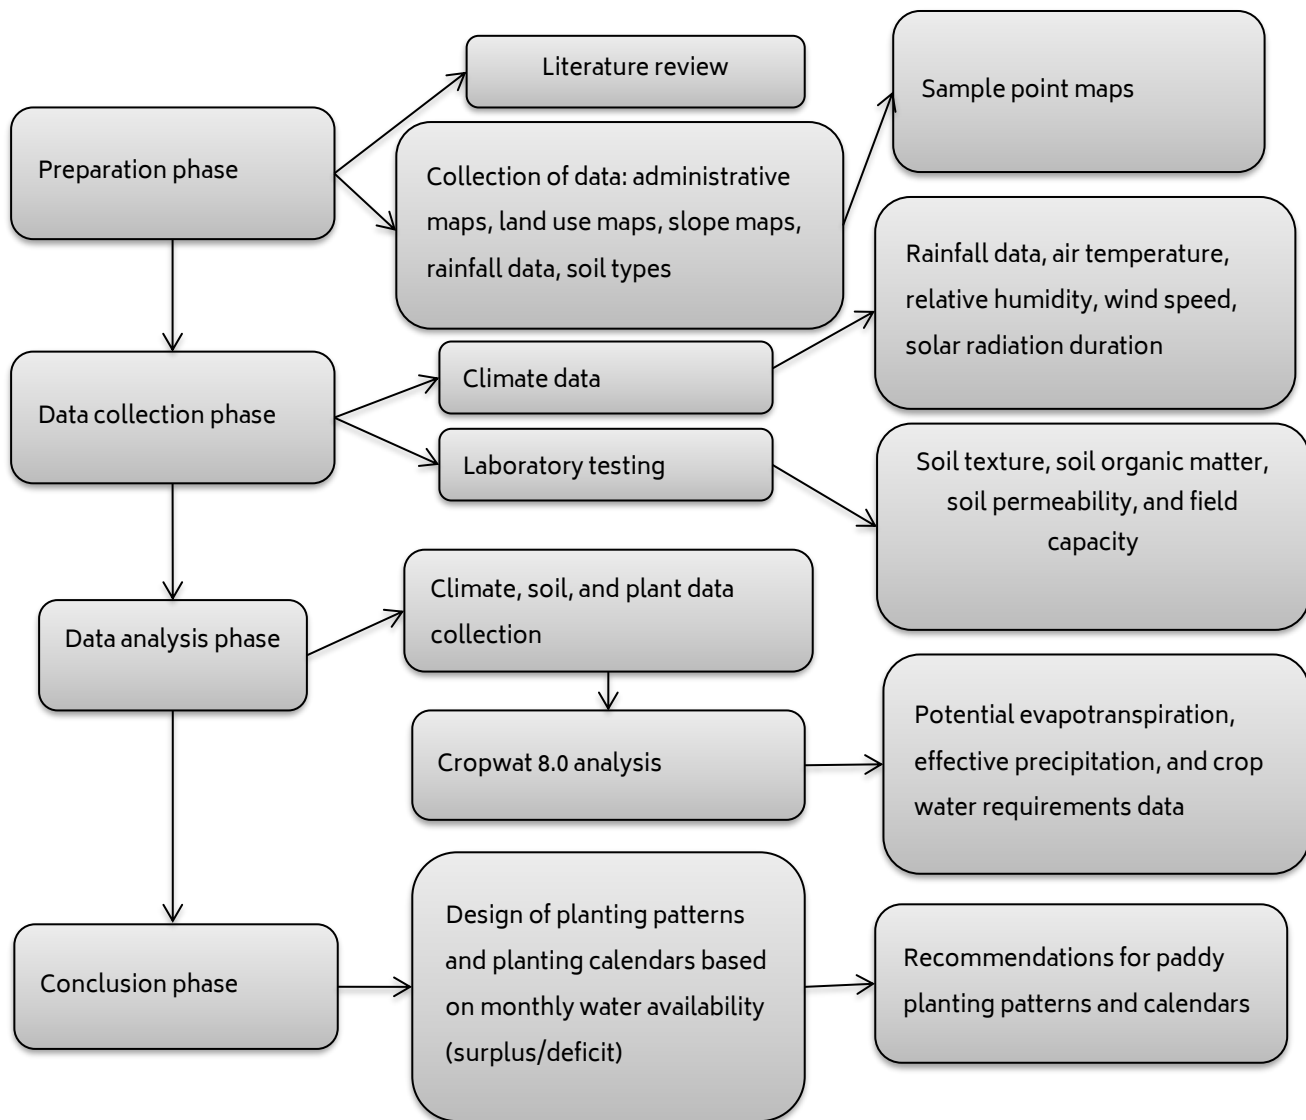 Literature review
Sample point maps
Preparation phase
Collection of data: administrative
maps, land use maps, slope maps,
rainfall data, soil types
Rainfall data, air temperature,
relative humidity, wind speed,
solar radiation duration
Data collection phase
Climate data
Laboratory testing
Soil texture, soil organic matter,
soil permeability, and field
capacity
Data analysis phase
Climate, soil, and plant data
collection
Cropwat 8.0 analysis
Potential evapotranspiration,
effective precipitation, and crop
water requirements data
Conclusion phase
Design of planting patterns
and planting calendars based
on monthly water availability
(surplus/deficit)
Recommendations for paddy
planting patterns and calendars